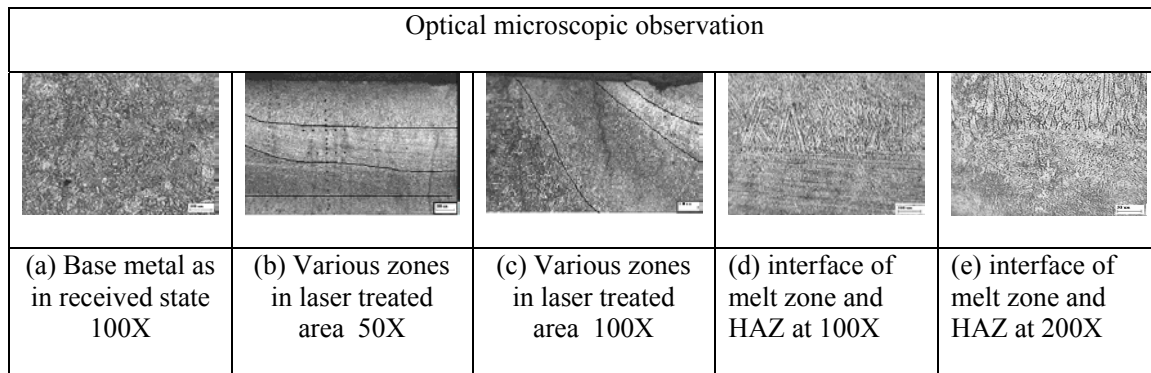 Optical microscopic observation
(a) Base metal as
in received state
100X
(b) Various zones
in laser treated
area 50X
(c) Various zones
in laser treated
area 100X
(d) interface of
melt zone and
HAZ at 100X
(e) interface of
melt zone and
HAZ at 200X